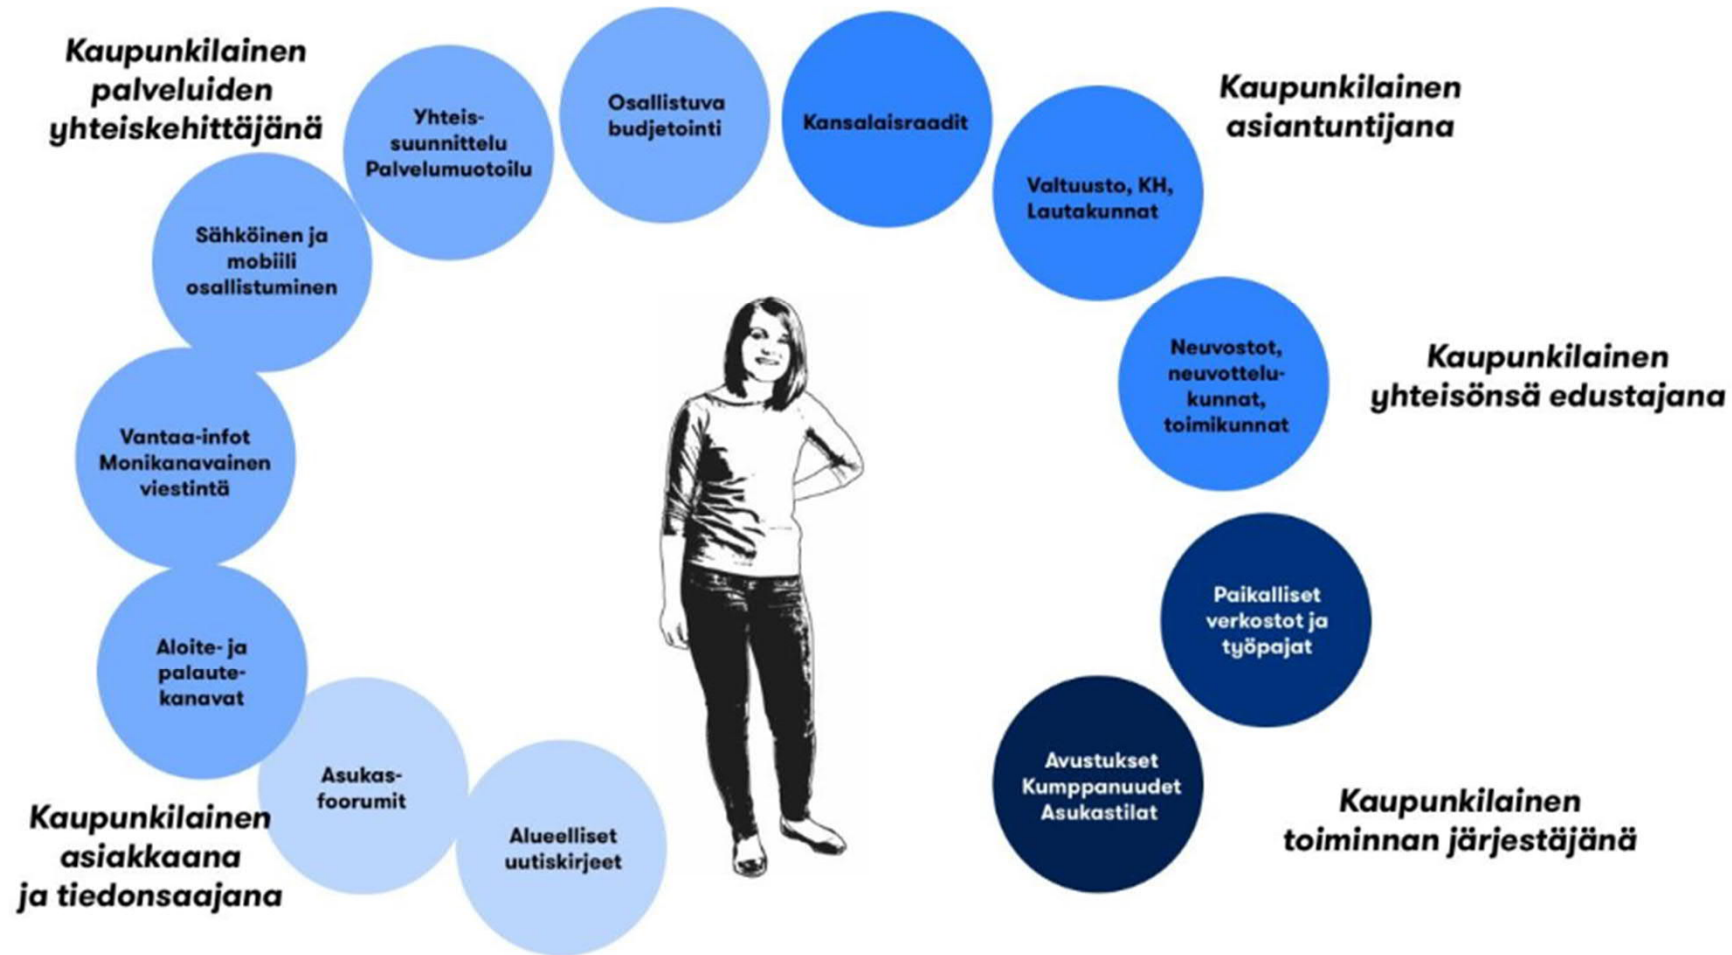 Kaupunkilainen
palveluiden
yhteiskehittäjänä
Yhteis-
suunnittelu
Palvelumuotoilu
Osallistuva
budjetointi
Kansalaisraadit
Kaupunkilainen
asiantuntijana
Valtuusto, KH,
Lautakunnat
Sähköinen ja
mobiili
osallistuminen
Neuvostot,
neuvottelu-
kunnat,
toimikunnat
Kaupunkilainen
yhteisönsä edustajana
Vantaa-infot
Monikanavainen
viestintä
Paikalliset
verkostot ja
työpajat
Aloite- ja
palaute-
kanavat
Asukas-
foorumit
Alueelliset
uutiskirjeet
Avustukset
Kumppanuudet
Asukastilat
Kaupunkilainen
asiakkaana
ja tiedonsaajana
Kaupunkilainen
toiminnan järjestäjänä